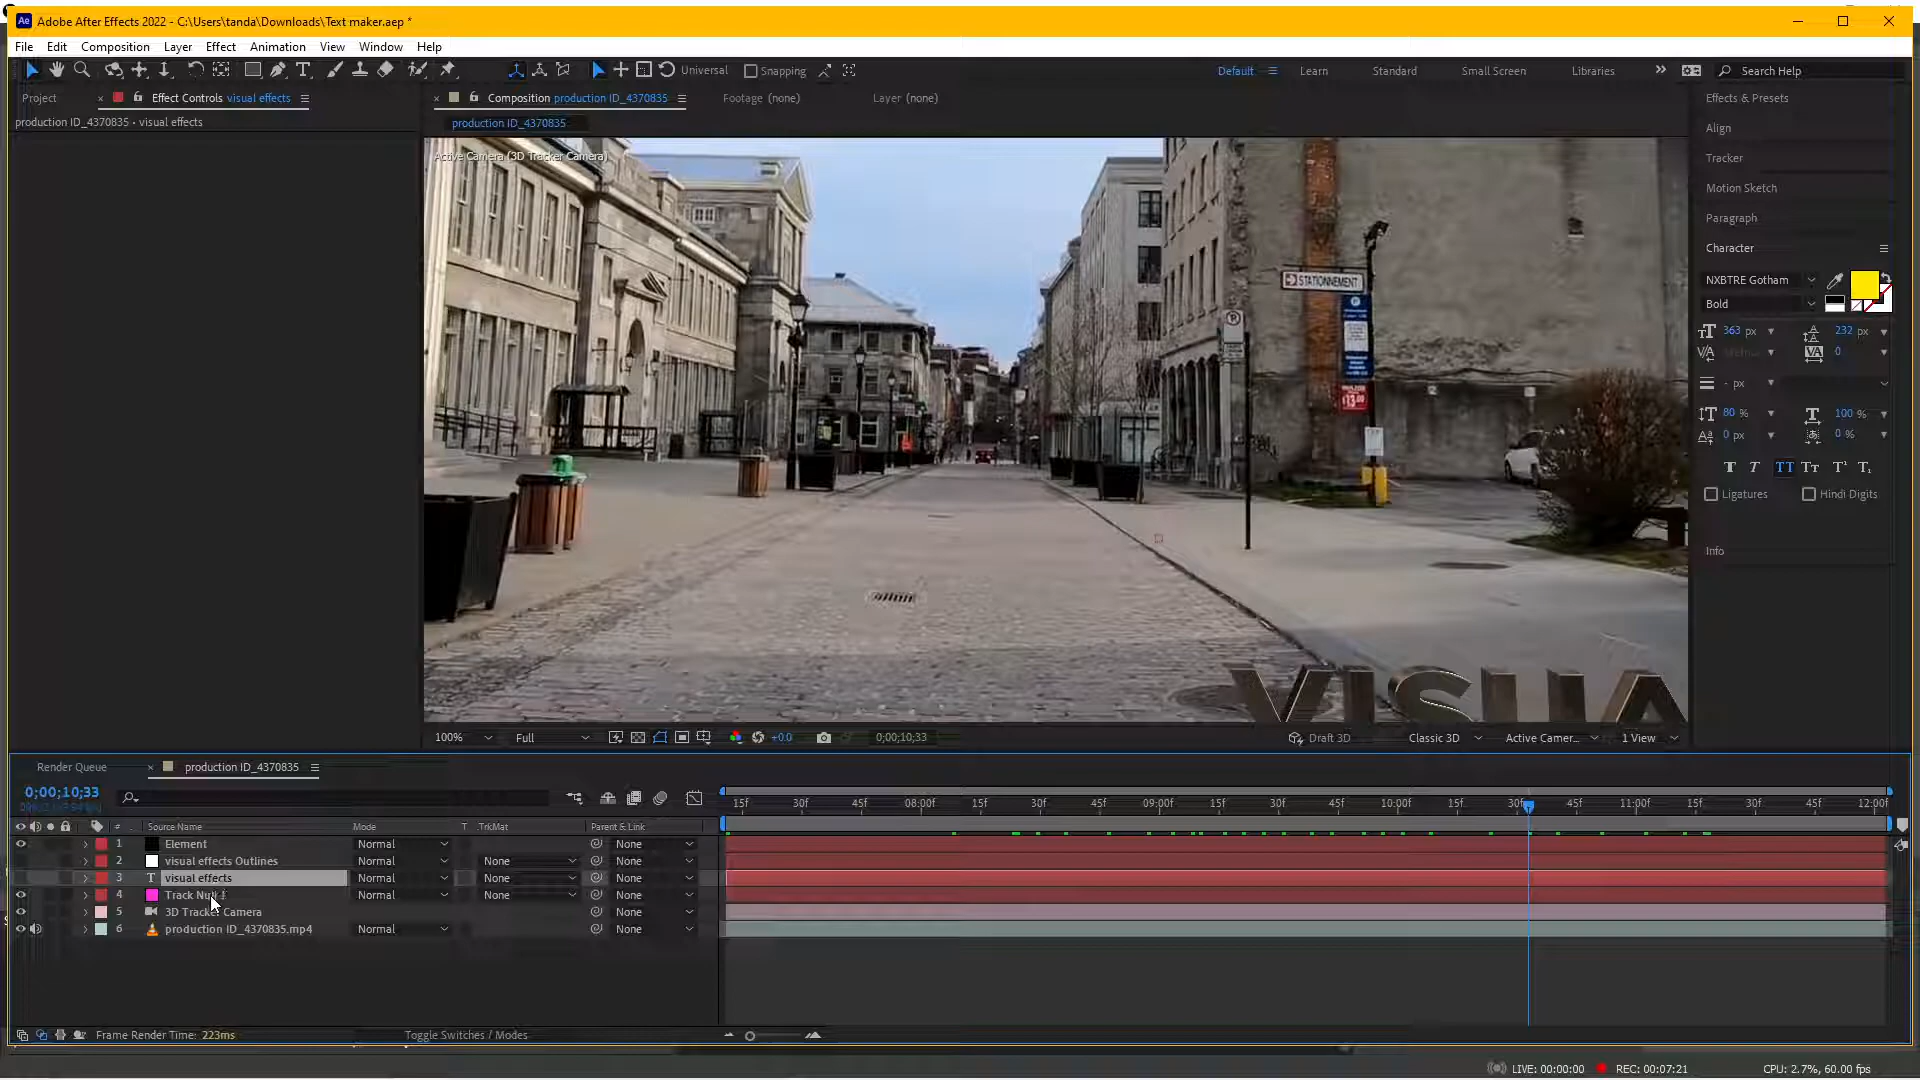 Ae Adobe After Effects 2022 - C:\Users\tanda\Downloads\Text maker.aep *
File Edit Composition Layer Effect Animation View Window Help
Universal Snapping Default Learn Standard Small Screen Libraries Search Help
Project Effect Controls visual effects Composition production ID_4370835 Footage (none) Layer (none)
production ID_4370835 • visual effects
production ID_4370835
Active Camera (3D Tracker Camera)
STATIONNEMENT
P
P
$13.00
VISUA
Effects & Presets
Align
Tracker
Motion Sketch
Paragraph
Character
NXBTRE Gotham
Bold
363 px 232 px
0
- px
80 % 100 %
0 px 0 %
Ligatures Hindi Digits
Info
100% Full +0.0 0;00;10;33 Draft 3D Classic 3D Active Camer... 1 View
Render Queue production ID_4370835
0;00;10;33
15f 30f 45f 08:00f 15f 30f 45f 09:00f 15f 30f 45f 10:00f 15f 30f 45f 11:00f 15f 30f 45f 12:00f
# Source Name Mode T .TrkMat Parent & Link
1 Element Normal None
2 visual effects Outlines Normal None None
3 T visual effects Normal None None
4 Track Null 1 Normal None None
5 3D Tracker Camera None
6 production ID_4370835.mp4 Normal None
Frame Render Time: 223ms Toggle Switches / Modes
LIVE: 00:00:00 REC: 00:07:21 CPU: 2.7%, 60.00 fps